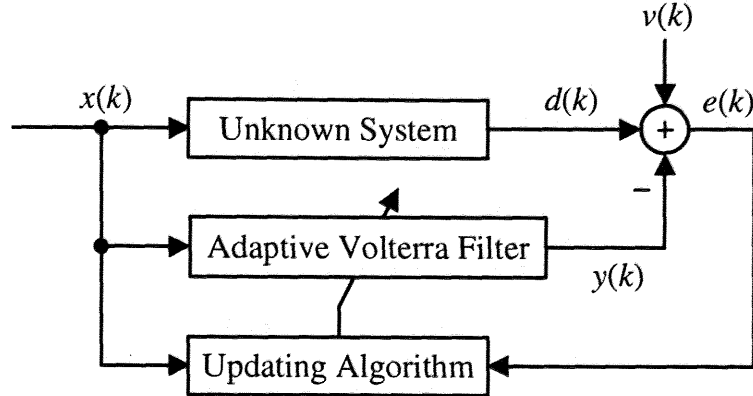 v(k)
x(k)
d(k)
e(k)
Unknown System
+
−
Adaptive Volterra Filter
y(k)
Updating Algorithm